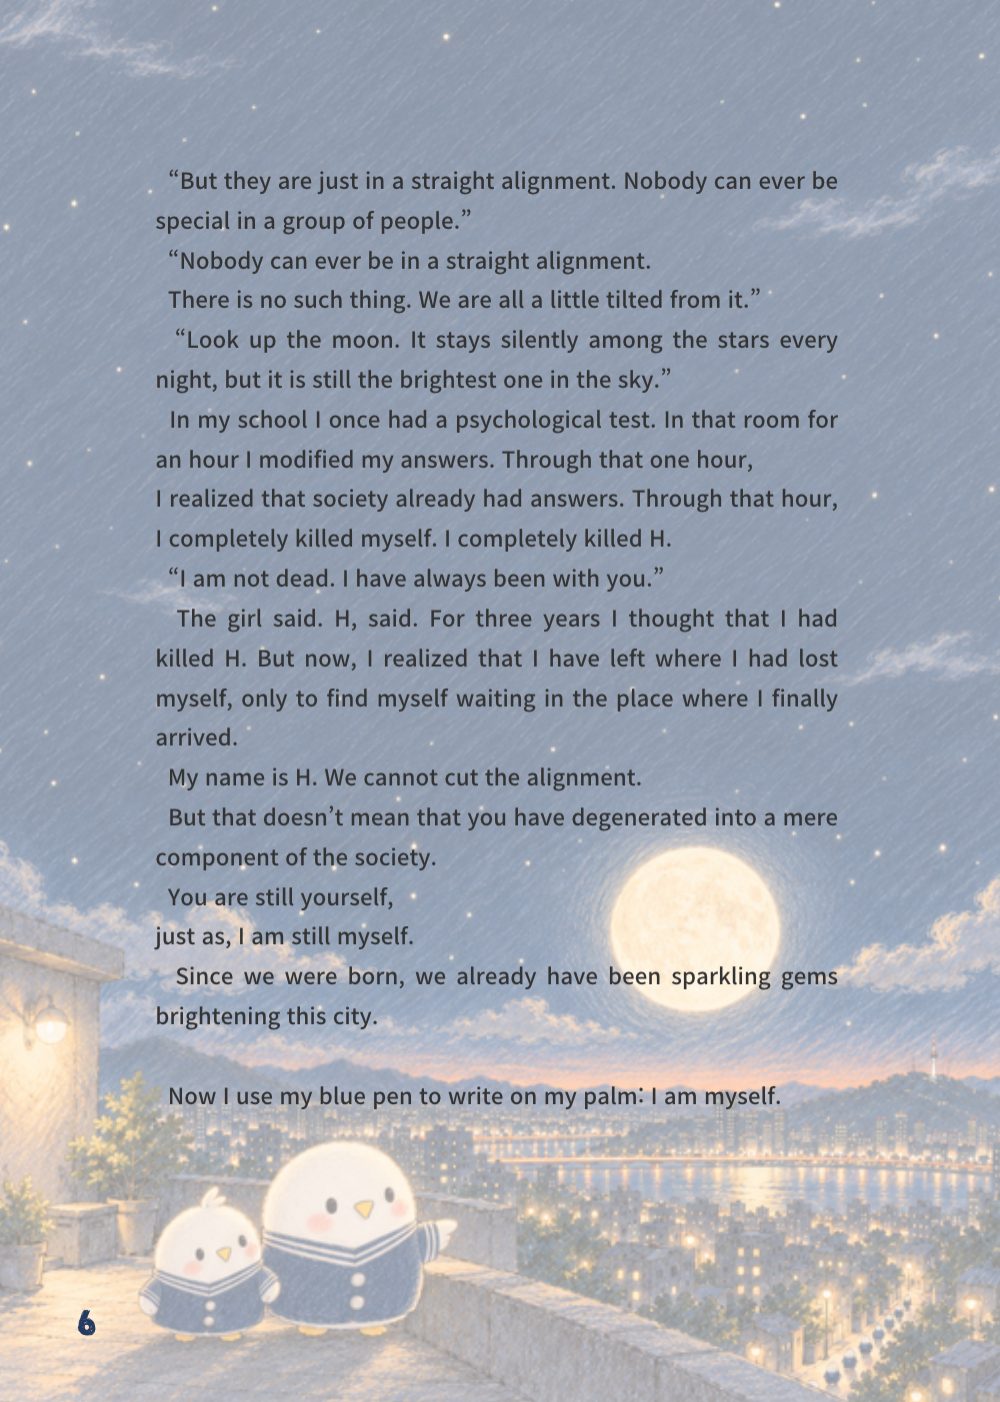 “But they are just in a straight alignment. Nobody can ever be
special in a group of people.”
“Nobody can ever be in a straight alignment.
There is no such thing. We are all a little tilted from it.”
“Look up the moon. It stays silently among the stars every
night, but it is still the brightest one in the sky.”
In my school I once had a psychological test. In that room for
an hour I modified my answers. Through that one hour,
I realized that society already had answers. Through that hour,
I completely killed myself. I completely killed H.
“I am not dead. I have always been with you.”
The girl said. H, said. For three years I thought that I had
killed H. But now, I realized that I have left where I had lost
myself, only to find myself waiting in the place where I finally
arrived.
My name is H. We cannot cut the alignment.
But that doesn’t mean that you have degenerated into a mere
component of the society.
You are still yourself,
just as, I am still myself.
Since we were born, we already have been sparkling gems
brightening this city.
Now I use my blue pen to write on my palm: I am myself.
6